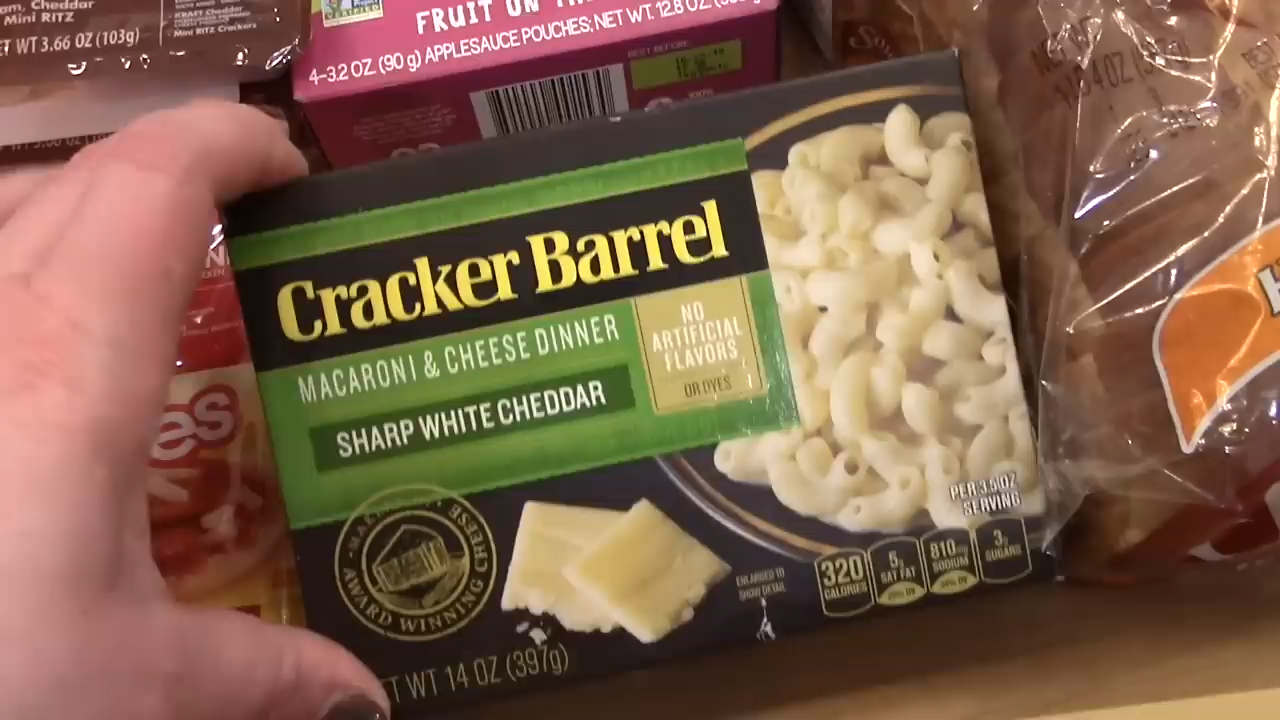 am, Cheddar
Mini RITZ
ET WT 3.66 OZ (103g)
KRAFT Cheddar
Mini RITZ Crackers
FRUIT ON
4-3.2 OZ. (90 g) APPLESAUCE POUCHES; NET WT. 12.8 OZ.
BEST BEFORE
Cracker Barrel
MACARONI & CHEESE DINNER
SHARP WHITE CHEDDAR
NO
ARTIFICIAL
FLAVORS
OR DYES
AWARD WINNING CHEESE
PER 3.5 OZ
SERVING
320
CALORIES
5g
SAT FAT
810mg
SODIUM
3g
SUGARS
ENLARGED TO
SHOW DETAIL
T WT 14 OZ (397g)
es